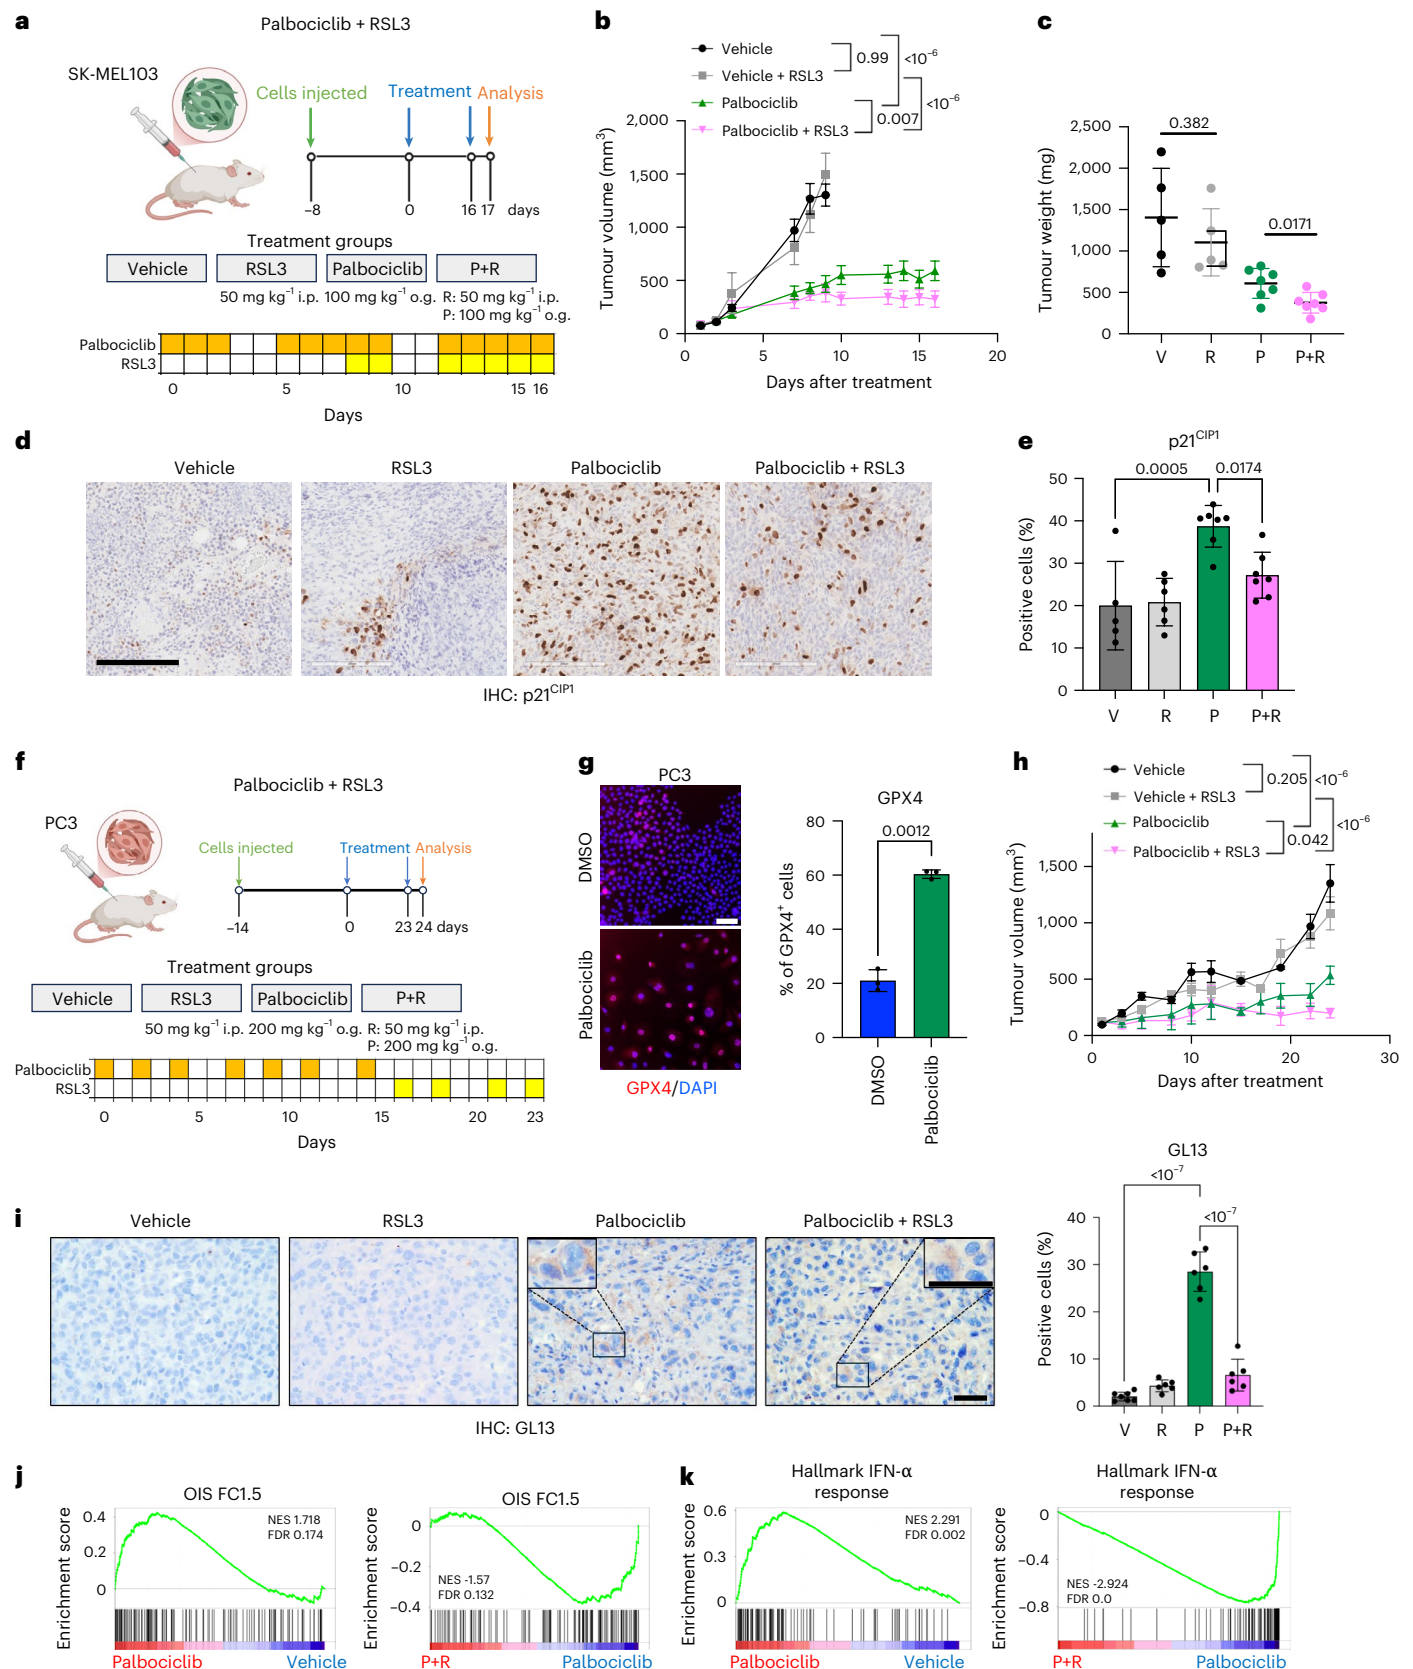 a
Palbociclib + RSL3
SK-MEL103
Cells injected
Treatment
Analysis
–8
0
16
17
days
Treatment groups
Vehicle
RSL3
Palbociclib
P+R
50 mg kg⁻¹ i.p.
100 mg kg⁻¹ o.g.
R: 50 mg kg⁻¹ i.p.
P: 100 mg kg⁻¹ o.g.
Palbociclib
RSL3
0
5
10
15
16
Days
b
Vehicle
Vehicle + RSL3
Palbociclib
Palbociclib + RSL3
0.99
<10⁻⁶
0.007
<10⁻⁶
Tumour volume (mm³)
2,000
1,500
1,000
500
0
0
5
10
15
20
Days after treatment
c
Tumour weight (mg)
2,500
2,000
1,500
1,000
500
0
0.382
0.0171
V
R
P
P+R
d
Vehicle
RSL3
Palbociclib
Palbociclib + RSL3
IHC: p21ᶜᴵᴾ¹
e
p21ᶜᴵᴾ¹
0.0005
0.0174
Positive cells (%)
50
40
30
20
10
0
V
R
P
P+R
f
Palbociclib + RSL3
PC3
Cells injected
Treatment
Analysis
–14
0
23
24
days
Treatment groups
Vehicle
RSL3
Palbociclib
P+R
50 mg kg⁻¹ i.p.
200 mg kg⁻¹ o.g.
R: 50 mg kg⁻¹ i.p.
P: 200 mg kg⁻¹ o.g.
Palbociclib
RSL3
0
5
10
15
20
23
Days
g
PC3
DMSO
Palbociclib
GPX4/DAPI
GPX4
0.0012
% of GPX4⁺ cells
80
60
40
20
0
DMSO
Palbociclib
h
Vehicle
Vehicle + RSL3
Palbociclib
Palbociclib + RSL3
0.205
<10⁻⁶
0.042
<10⁻⁶
Tumour volume (mm³)
1,500
1,000
500
0
0
10
20
30
Days after treatment
i
Vehicle
RSL3
Palbociclib
Palbociclib + RSL3
IHC: GL13
GL13
<10⁻⁷
<10⁻⁷
Positive cells (%)
40
30
20
10
0
V
R
P
P+R
j
OIS FC1.5
Enrichment score
0.4
0.2
0
NES 1.718
FDR 0.174
Palbociclib
Vehicle
OIS FC1.5
Enrichment score
0
–0.2
–0.4
NES -1.57
FDR 0.132
P+R
Palbociclib
k
Hallmark IFN-α
response
Enrichment score
0.6
0.3
0
NES 2.291
FDR 0.002
Palbociclib
Vehicle
Hallmark IFN-α
response
Enrichment score
0
–0.4
–0.8
NES -2.924
FDR 0.0
P+R
Palbociclib